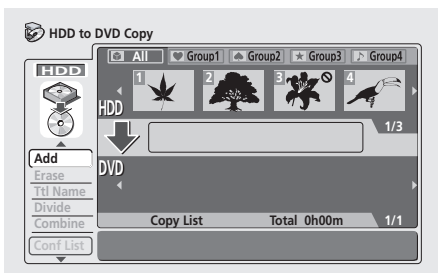 HDD to DVD Copy
All Group1 Group2 Group3 Group4
HDD
1 2 3 4
HDD
1/3
Add
Erase
Ttl Name
Divide
Combine
Conf List
DVD
Copy List Total 0h00m 1/1